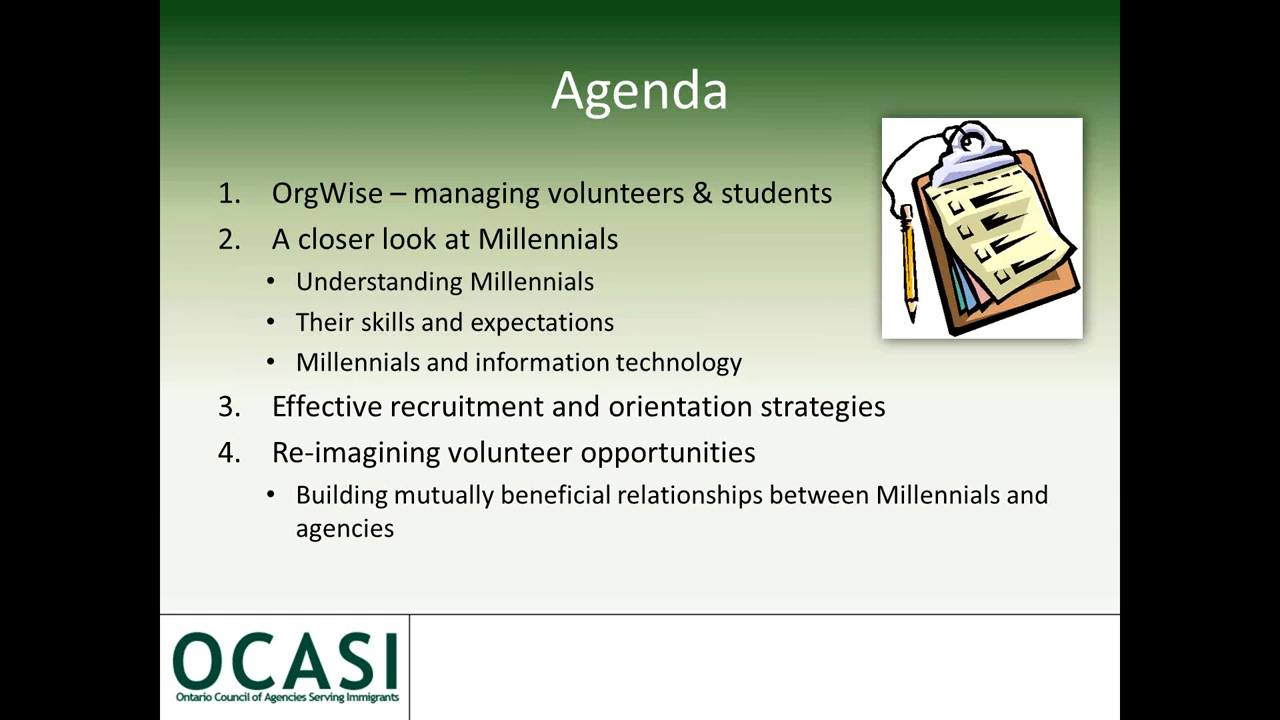 Agenda
1. OrgWise – managing volunteers & students
2. A closer look at Millennials
• Understanding Millennials
• Their skills and expectations
• Millennials and information technology
3. Effective recruitment and orientation strategies
4. Re-imagining volunteer opportunities
• Building mutually beneficial relationships between Millennials and
agencies
OCASI
Ontario Council of Agencies Serving Immigrants